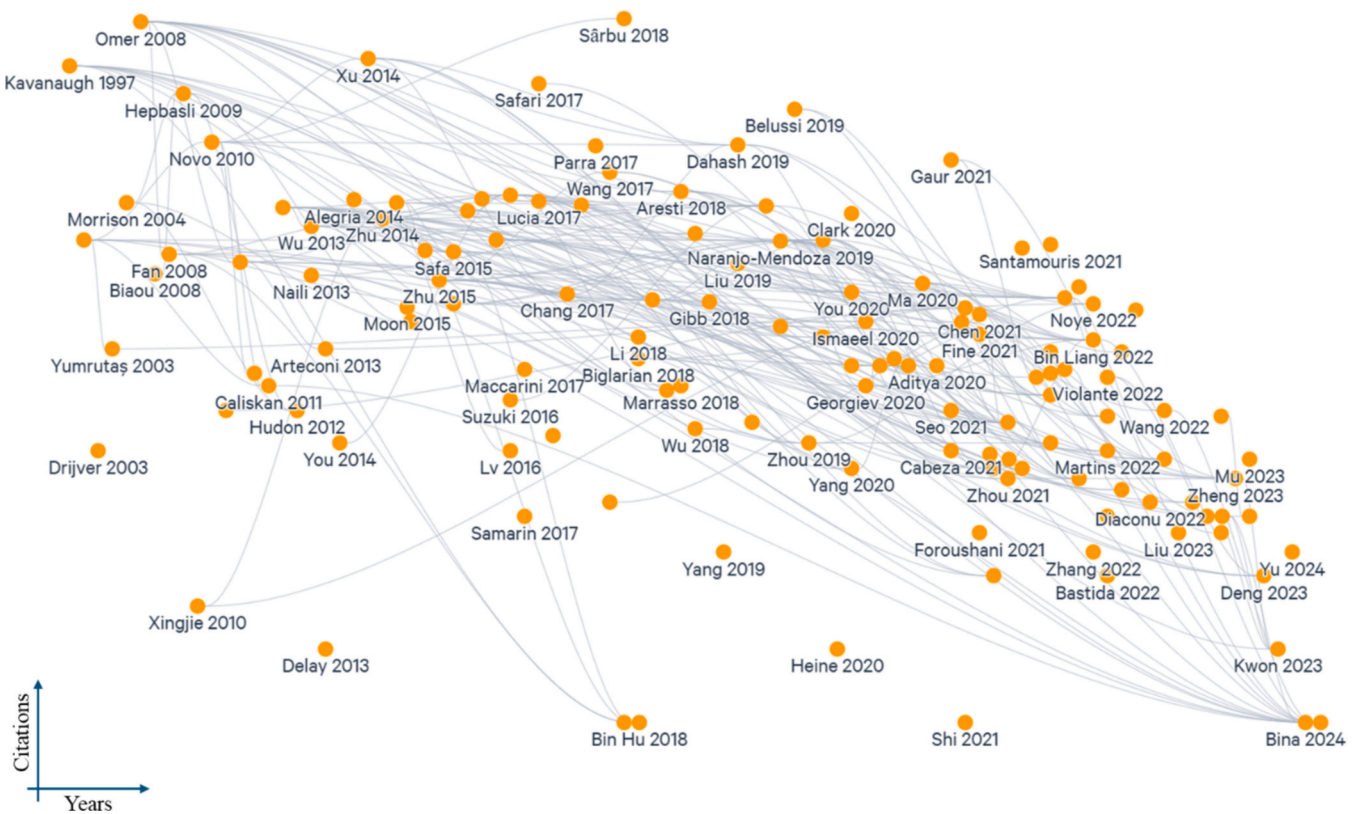 Omer 2008
Sârbu 2018
Kavanaugh 1997
Xu 2014
Hepbasli 2009
Safari 2017
Belussi 2019
Novo 2010
Parra 2017
Dahash 2019
Gaur 2021
Wang 2017
Morrison 2004
Alegria 2014
Lucia 2017
Aresti 2018
Clark 2020
Wu 2013
Zhu 2014
Naranjo-Mendoza 2019
Santamouris 2021
Fan 2008
Safa 2015
Liu 2019
Biaou 2008
Naili 2013
Zhu 2015
Chang 2017
Gibb 2018
You 2020
Ma 2020
Noye 2022
Moon 2015
Ismaeel 2020
Chen 2021
Fine 2021
Yumrutaş 2003
Arteconi 2013
Li 2018
Bin Liang 2022
Maccarini 2017
Biglarian 2018
Aditya 2020
Caliskan 2011
Marrasso 2018
Georgiev 2020
Violante 2022
Hudon 2012
Suzuki 2016
Seo 2021
Wang 2022
Drijver 2003
You 2014
Lv 2016
Wu 2018
Zhou 2019
Cabeza 2021
Martins 2022
Mu 2023
Yang 2020
Zhou 2021
Zheng 2023
Samarin 2017
Diaconu 2022
Yang 2019
Foroushani 2021
Liu 2023
Zhang 2022
Yu 2024
Bastida 2022
Deng 2023
Xingjie 2010
Delay 2013
Heine 2020
Kwon 2023
Bin Hu 2018
Shi 2021
Bina 2024
Citations
Years